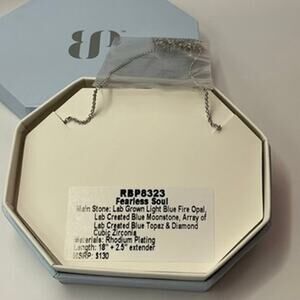 RBP8323
Fearless Soul
Main Stone: Lab Grown Light Blue Fire Opal,
Lab Created Blue Moonstone, Array of
Lab Created Blue Topaz & Diamond
Cubic Zirconia
Materials: Rhodium Plating
Length: 18" + 2.5" extender
MSRP: $130